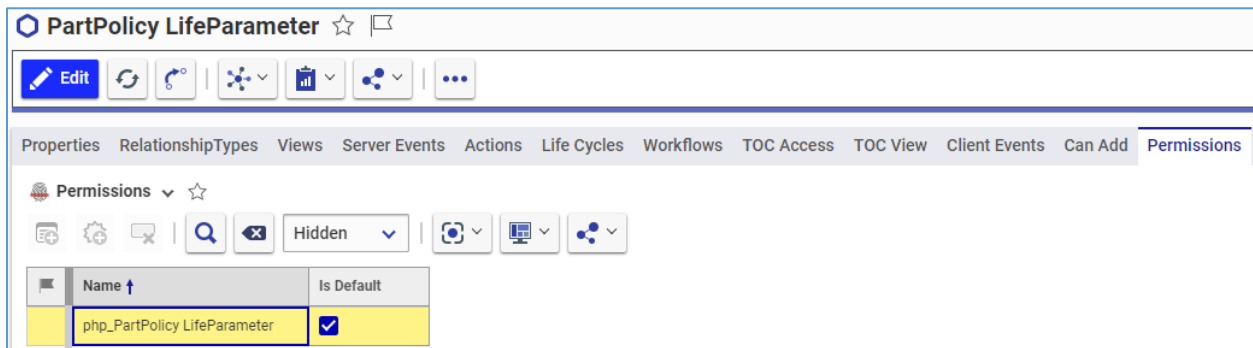 PartPolicy LifeParameter
Edit
Properties RelationshipTypes Views Server Events Actions Life Cycles Workflows TOC Access TOC View Client Events Can Add Permissions
Permissions
Hidden
Name Is Default
php_PartPolicy LifeParameter